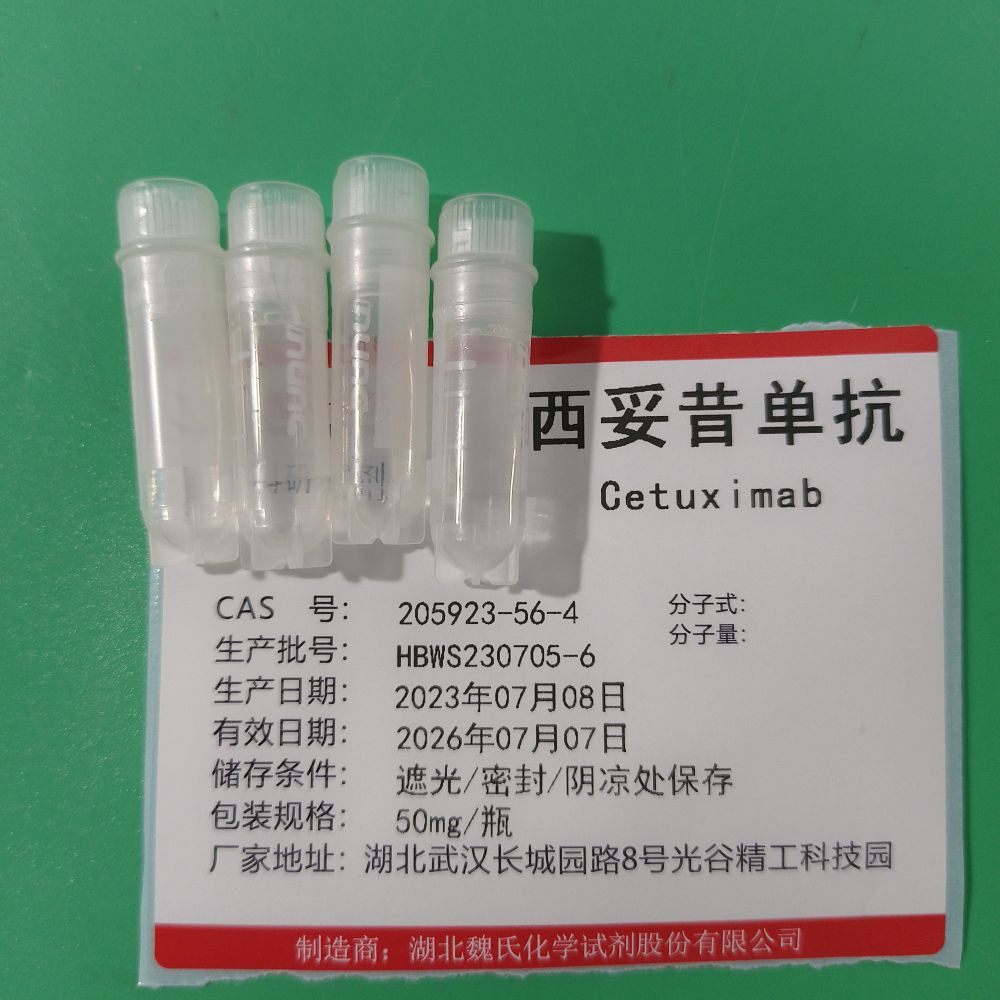 西妥昔单抗
Cetuximab
nunc
nunc
剂
CAS 号: 205923-56-4
分子式:
分子量:
生产批号: HBWS230705-6
生产日期: 2023年07月08日
有效日期: 2026年07月07日
储存条件: 遮光/密封/阴凉处保存
包装规格: 50mg/瓶
厂家地址: 湖北武汉长城园路8号光谷精工科技园
制造商: 湖北魏氏化学试剂股份有限公司